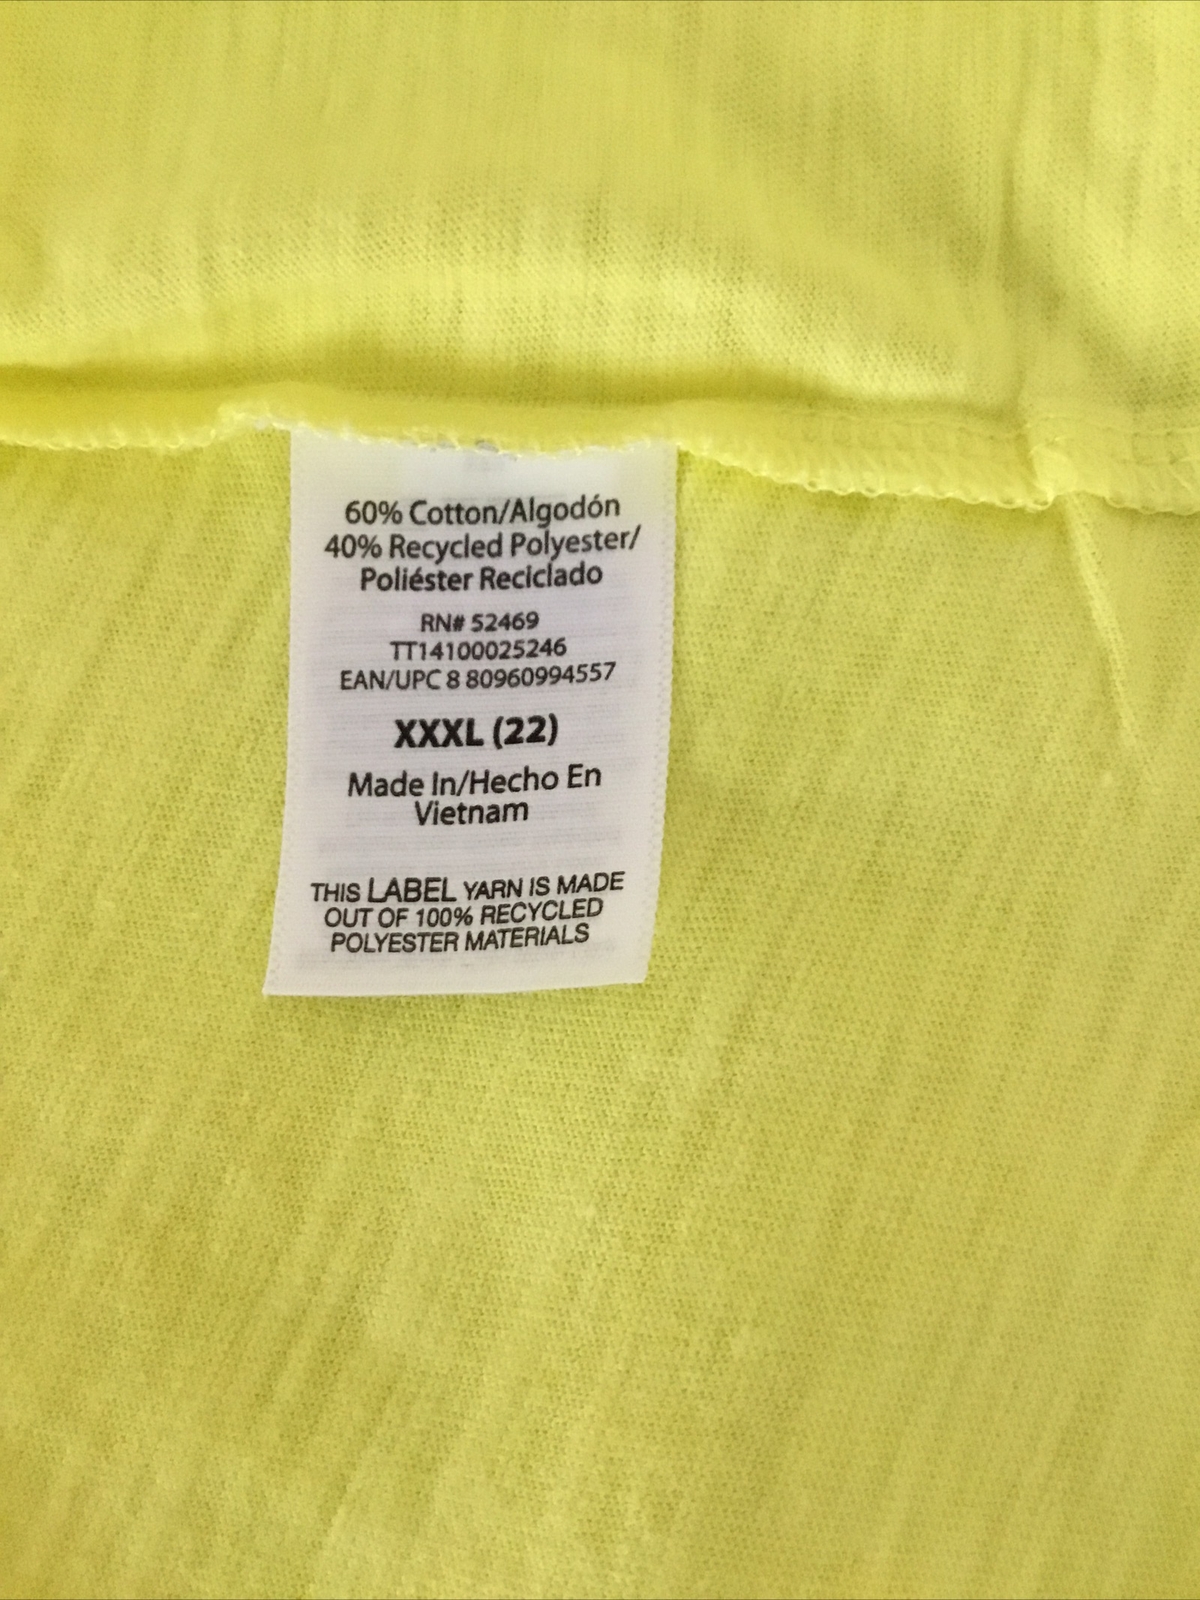 60% Cotton/Algodón
40% Recycled Polyester/
Poliéster Reciclado
RN# 52469
TT14100025246
EAN/UPC 8 80960994557
XXXL (22)
Made In/Hecho En
Vietnam
THIS LABEL YARN IS MADE
OUT OF 100% RECYCLED
POLYESTER MATERIALS